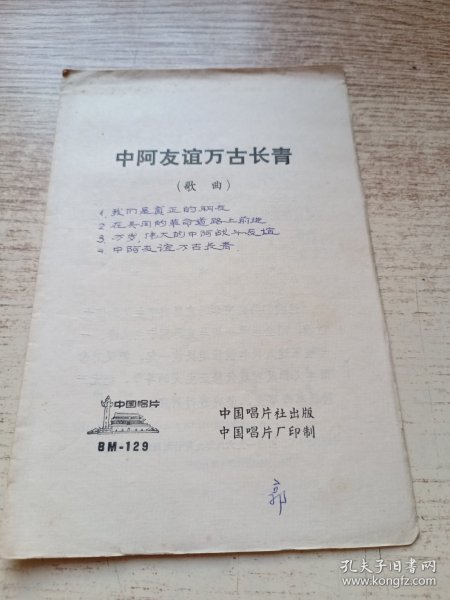 中阿友谊万古长青
(歌 曲)
1. 我们是真正的朋友
2. 在共同的革命道路上前进
3. 万岁,伟大的中阿战斗友谊
4. 中阿友谊万古长青
中国唱片
BM-129
中国唱片社出版
中国唱片厂印制
郭
孔夫子旧书网
www.kongfz.com